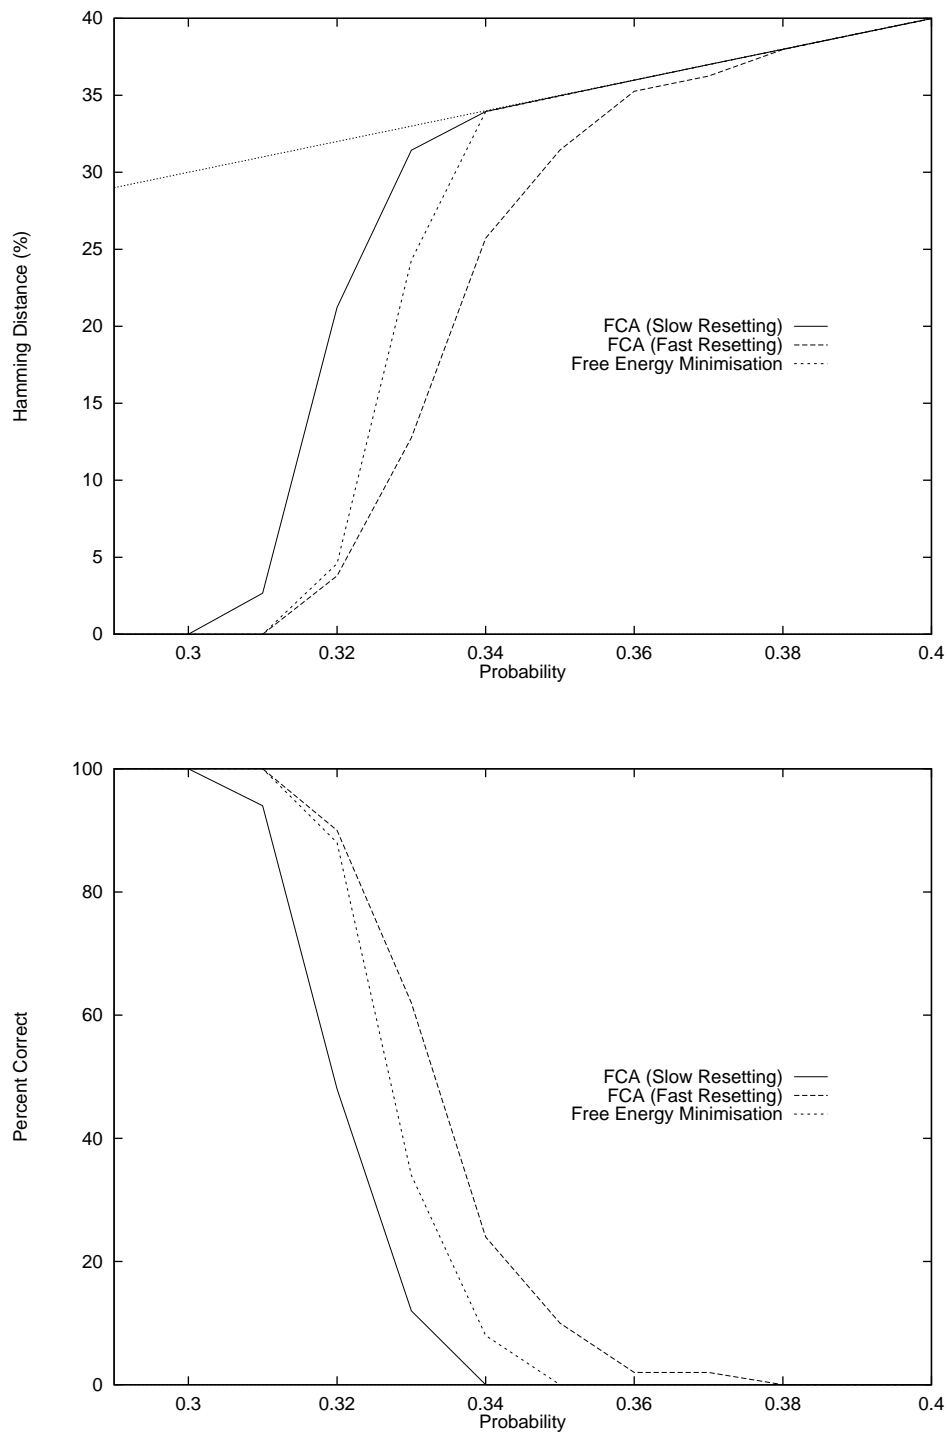 40
35
30
25
20
15
10
5
0
Hamming Distance (%)
FCA (Slow Resetting)
FCA (Fast Resetting)
Free Energy Minimisation
0.3 0.32 0.34 0.36 0.38 0.4
Probability
100
80
60
40
20
0
Percent Correct
FCA (Slow Resetting)
FCA (Fast Resetting)
Free Energy Minimisation
0.3 0.32 0.34 0.36 0.38 0.4
Probability